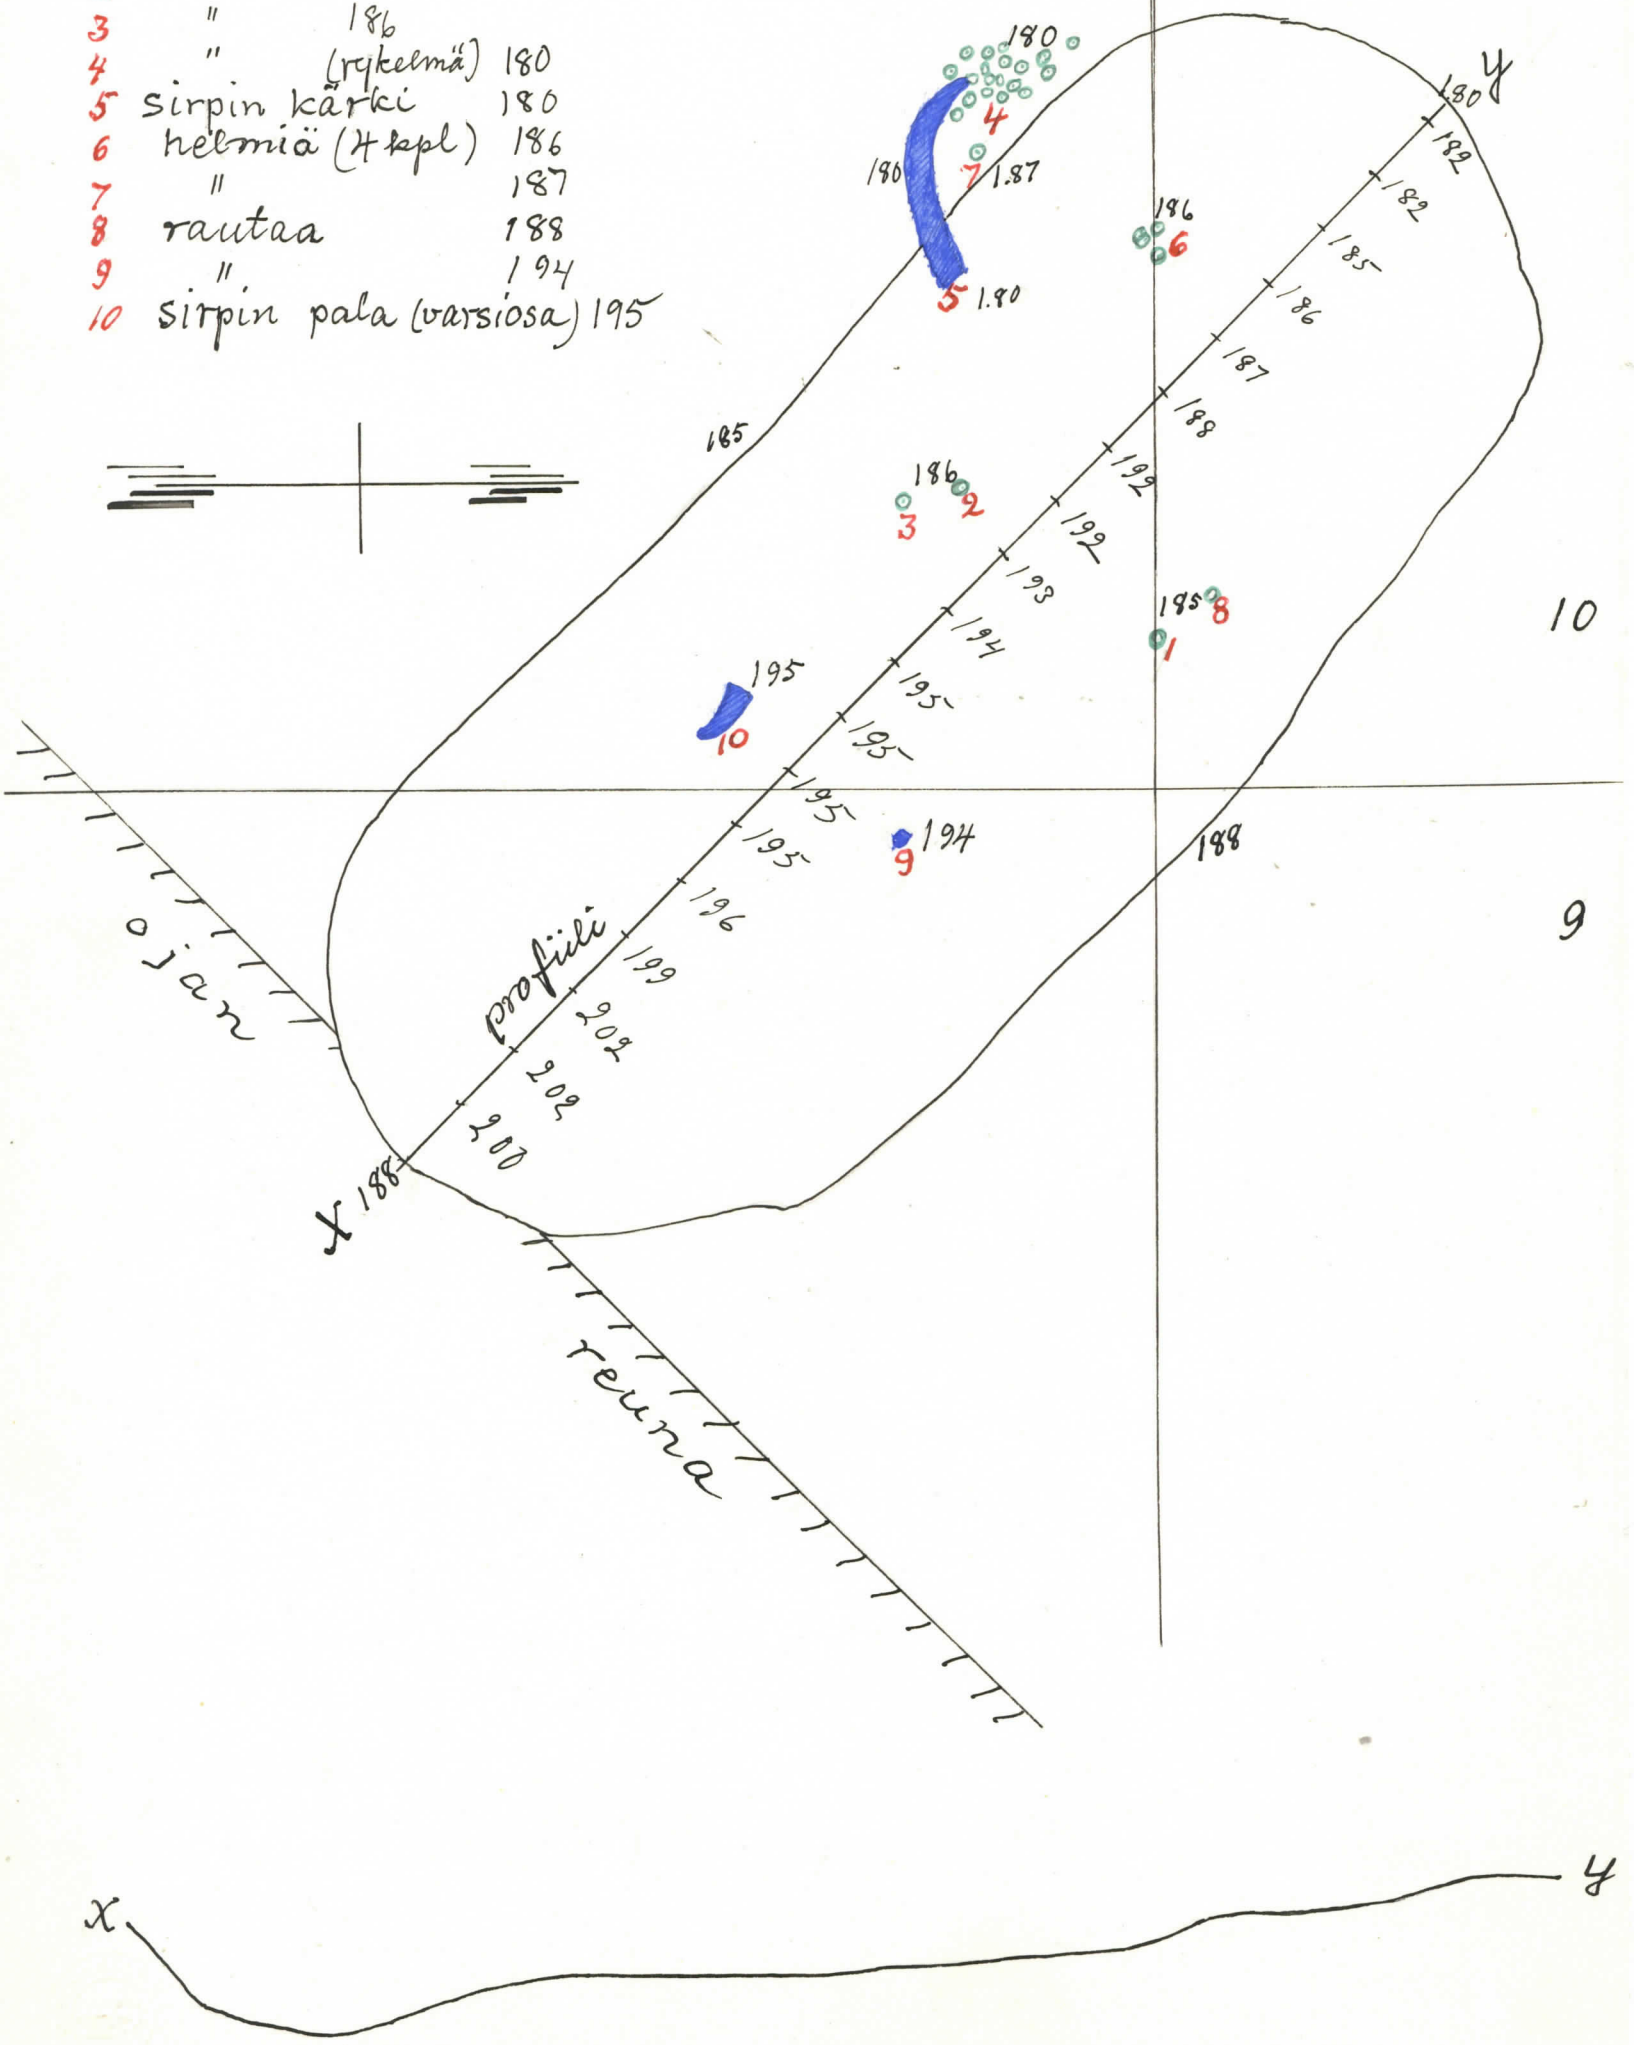 3 " 186
4 " (rykelmä) 180
5 sirpin kärki 180
6 helmiä (4 kpl) 186
7 " 187
8 rautaa 188
9 " 194
10 sirpin pala (varsiosa) 195
180
4
180
7 1.87
5 1.80
186
6
y
180
182
182
185
186
187
188
192
192
193
194
195
195
195
195
196
199
202
202
200
X 188
profiili
185
186
3 2
185 8
1
10
195
10
194
9
188
9
ojan
reuna
x y